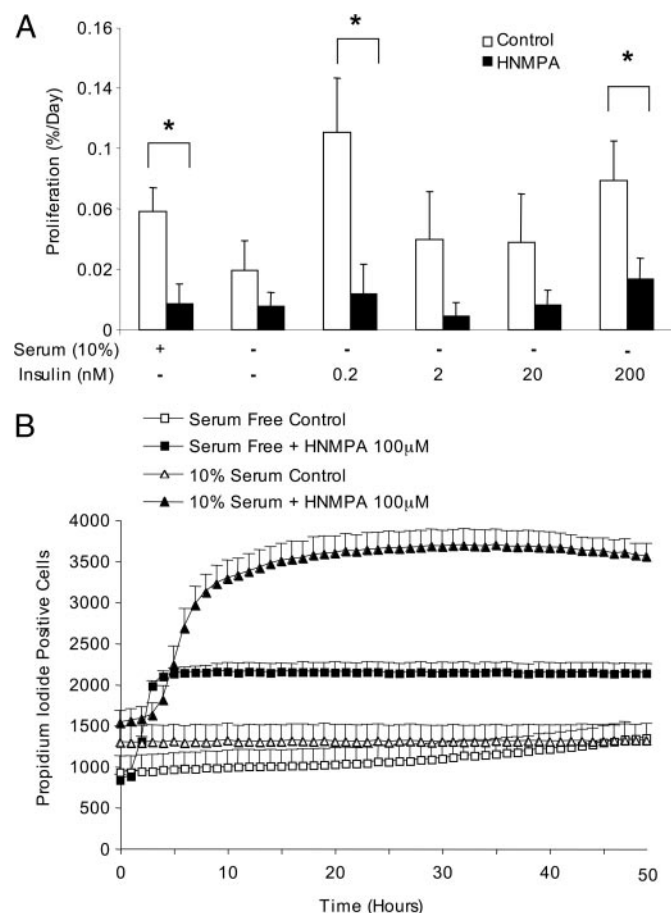 A
*
*
*
Control
HNMPA
Proliferation (%/Day)
0.16
0.14
0.1
0.06
0.02
0
Serum (10%) + - - - - -
Insulin (nM) - - 0.2 2 20 200
B
Serum Free Control
Serum Free + HNMPA 100μM
10% Serum Control
10% Serum + HNMPA 100μM
Propidium Iodide Positive Cells
4000
3500
3000
2500
2000
1500
1000
500
0
0 10 20 30 40 50
Time (Hours)